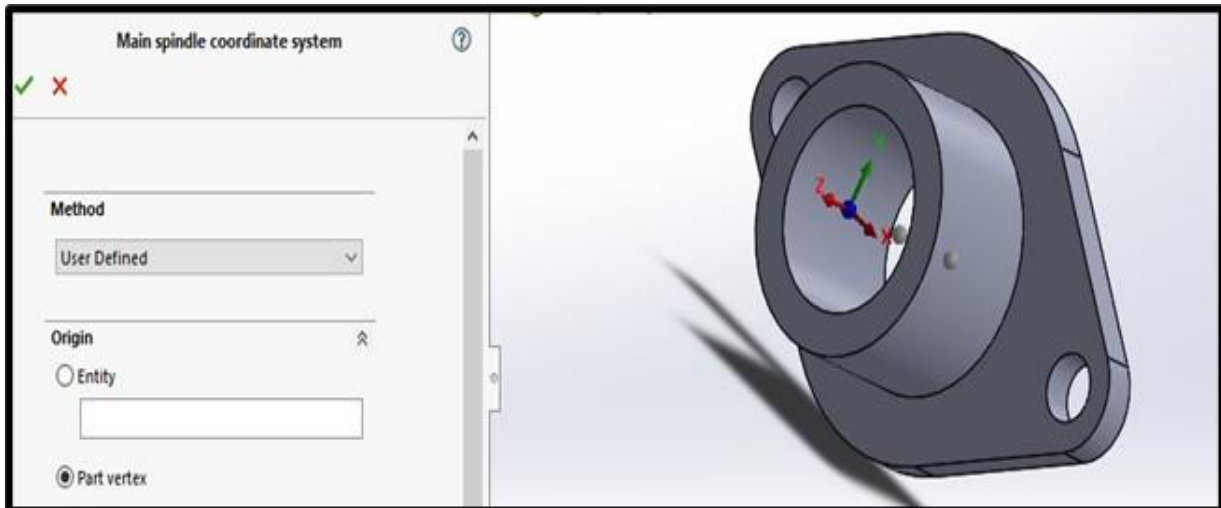 Main spindle coordinate system
?
Method
User Defined
Origin
Entity
Part vertex
Y
Z
X